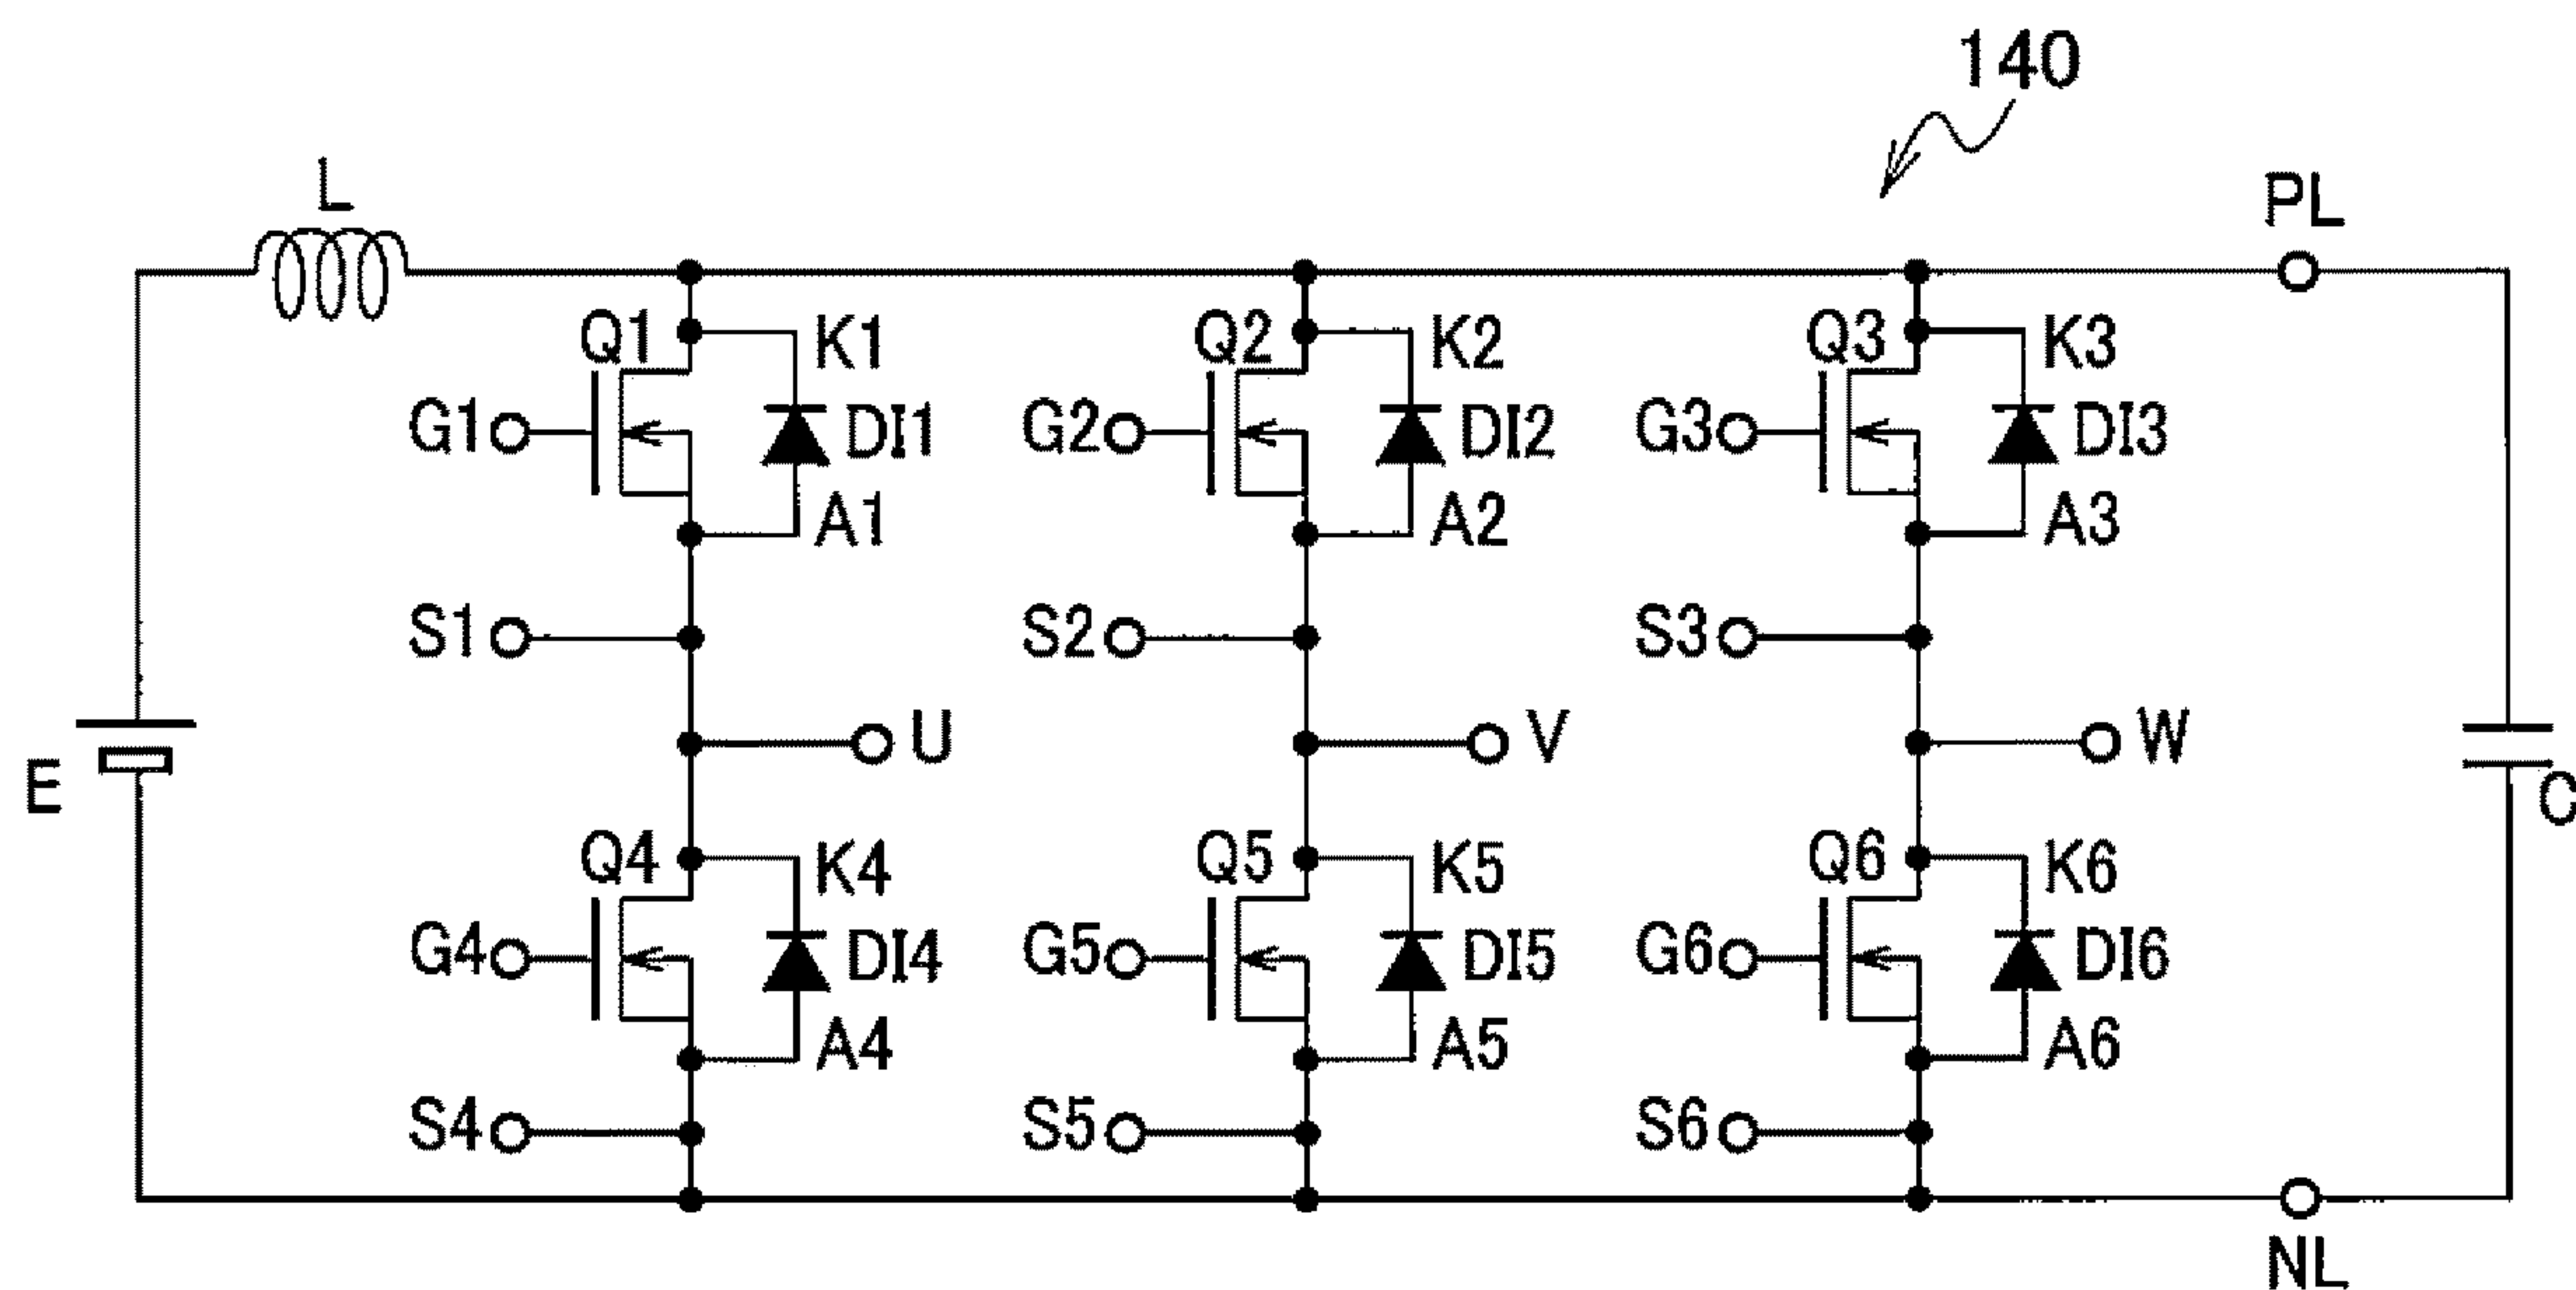 140
L
PL
Q1 K1 Q2 K2 Q3 K3
G1 DI1 G2 DI2 G3 DI3
A1 A2 A3
S1 S2 S3
U V W
E C
Q4 K4 Q5 K5 Q6 K6
G4 DI4 G5 DI5 G6 DI6
A4 A5 A6
S4 S5 S6
NL